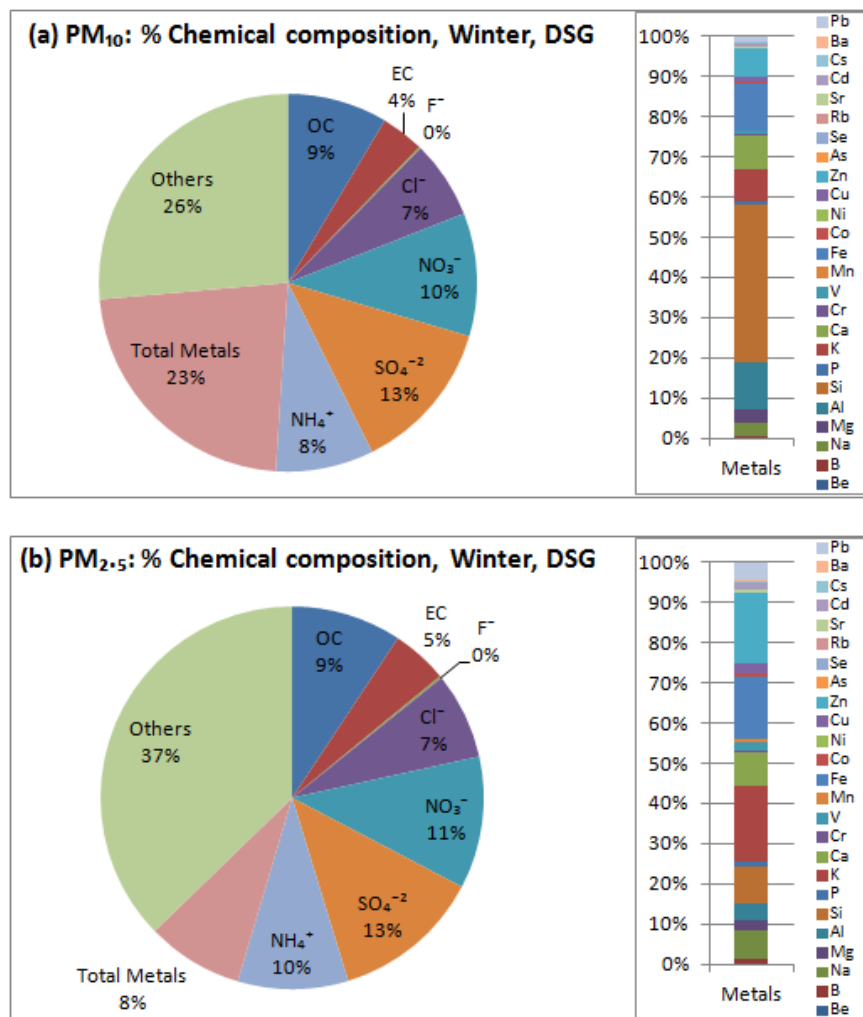 (a) PM₁₀: % Chemical composition, Winter, DSG
OC
9%
EC
4%
F⁻
0%
Cl⁻
7%
NO₃⁻
10%
SO₄⁻²
13%
NH₄⁺
8%
Total Metals
23%
Others
26%
100%
90%
80%
70%
60%
50%
40%
30%
20%
10%
0%
Metals
Pb
Ba
Cs
Cd
Sr
Rb
Se
As
Zn
Cu
Ni
Co
Fe
Mn
V
Cr
Ca
K
P
Si
Al
Mg
Na
B
Be
(b) PM₂.₅: % Chemical composition, Winter, DSG
OC
9%
EC
5%
F⁻
0%
Cl⁻
7%
NO₃⁻
11%
SO₄⁻²
13%
NH₄⁺
10%
Total Metals
8%
Others
37%
100%
90%
80%
70%
60%
50%
40%
30%
20%
10%
0%
Metals
Pb
Ba
Cs
Cd
Sr
Rb
Se
As
Zn
Cu
Ni
Co
Fe
Mn
V
Cr
Ca
K
P
Si
Al
Mg
Na
B
Be